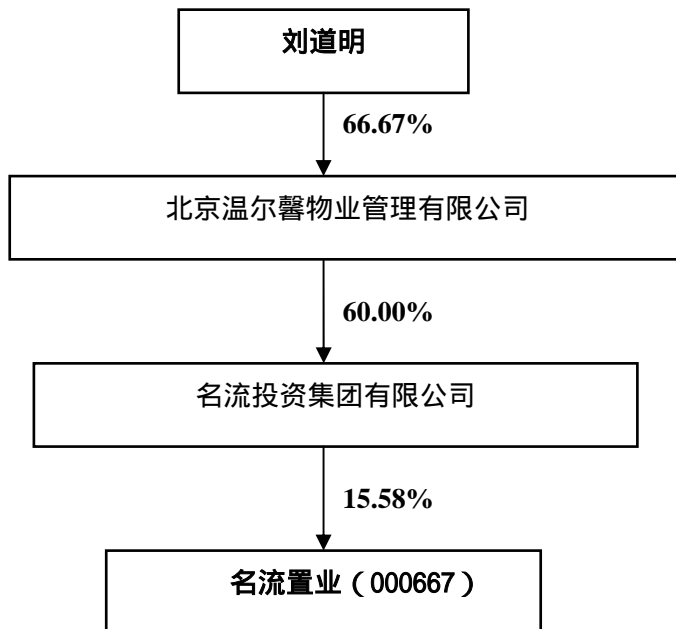 刘道明
66.67%
北京温尔馨物业管理有限公司
60.00%
名流投资集团有限公司
15.58%
名流置业（000667）